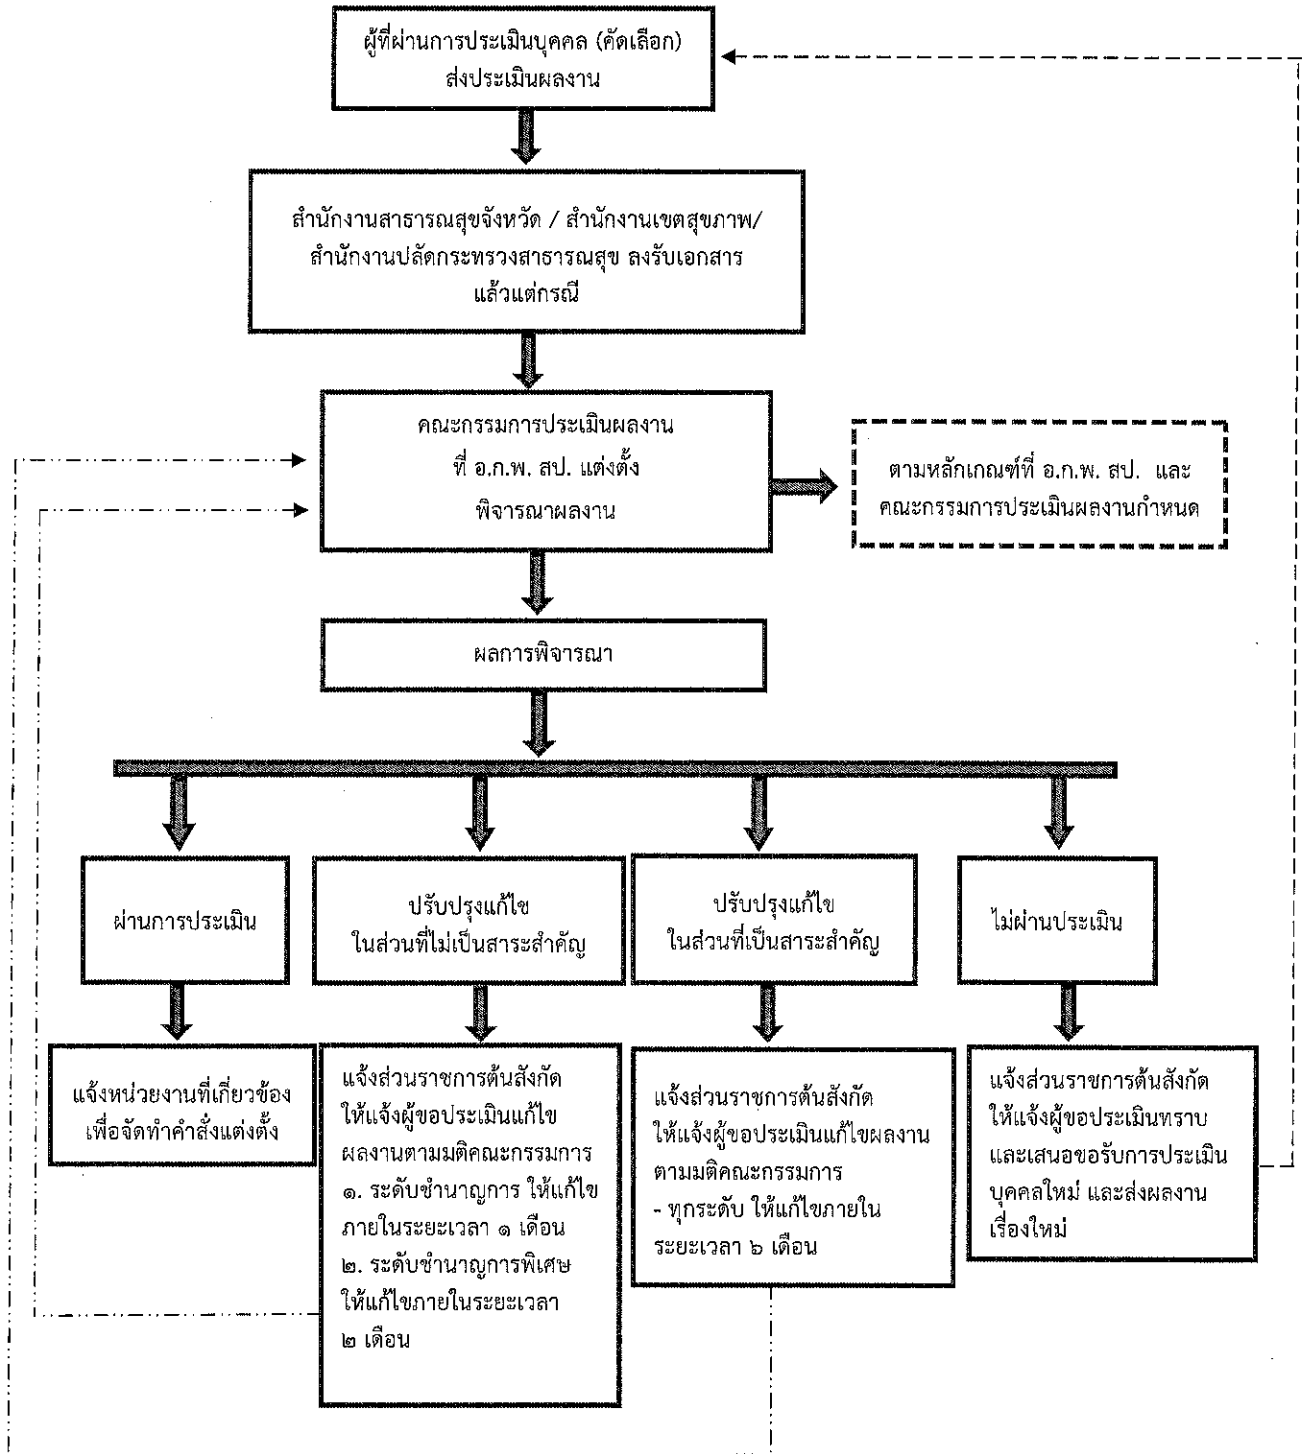 ผู้ที่ผ่านการประเมินบุคคล (คัดเลือก)
ส่งประเมินผลงาน
สำนักงานสาธารณสุขจังหวัด / สำนักงานเขตสุขภาพ/
สำนักงานปลัดกระทรวงสาธารณสุข ลงรับเอกสาร
แล้วแต่กรณี
คณะกรรมการประเมินผลงาน
ที่ อ.ก.พ. สป. แต่งตั้ง
พิจารณาผลงาน
ตามหลักเกณฑ์ที่ อ.ก.พ. สป. และ
คณะกรรมการประเมินผลงานกำหนด
ผลการพิจารณา
ผ่านการประเมิน
ปรับปรุงแก้ไข
ในส่วนที่ไม่เป็นสาระสำคัญ
ปรับปรุงแก้ไข
ในส่วนที่เป็นสาระสำคัญ
ไม่ผ่านประเมิน
แจ้งหน่วยงานที่เกี่ยวข้อง
เพื่อจัดทำคำสั่งแต่งตั้ง
แจ้งส่วนราชการต้นสังกัด
ให้แจ้งผู้ขอประเมินแก้ไข
ผลงานตามมติคณะกรรมการ
๑. ระดับชำนาญการ ให้แก้ไข
ภายในระยะเวลา ๑ เดือน
๒. ระดับชำนาญการพิเศษ
ให้แก้ไขภายในระยะเวลา
๒ เดือน
แจ้งส่วนราชการต้นสังกัด
ให้แจ้งผู้ขอประเมินแก้ไขผลงาน
ตามมติคณะกรรมการ
- ทุกระดับ ให้แก้ไขภายใน
ระยะเวลา ๖ เดือน
แจ้งส่วนราชการต้นสังกัด
ให้แจ้งผู้ขอประเมินทราบ
และเสนอขอรับการประเมิน
บุคคลใหม่ และส่งผลงาน
เรื่องใหม่